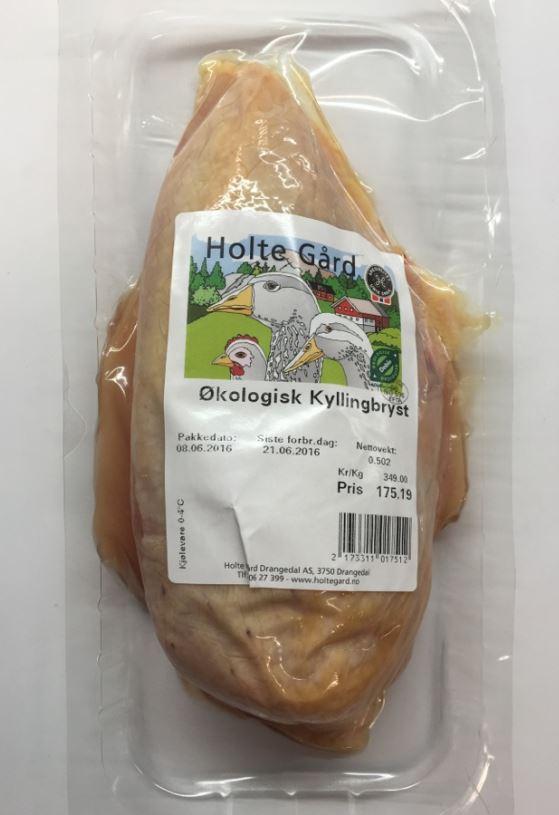 Holte Gård
Debio
Økologisk Kyllingbryst
Pakkedato: Siste forbr.dag: Nettovekt:
08.06.2016 21.06.2016 0.502
Kr/Kg 349.00
Pris 175.19
Kjølevare 0-4°C
2 173311 017512
Holte Drangedal AS, 3750 Drangedal
06 27 399 - www.holtegard.no